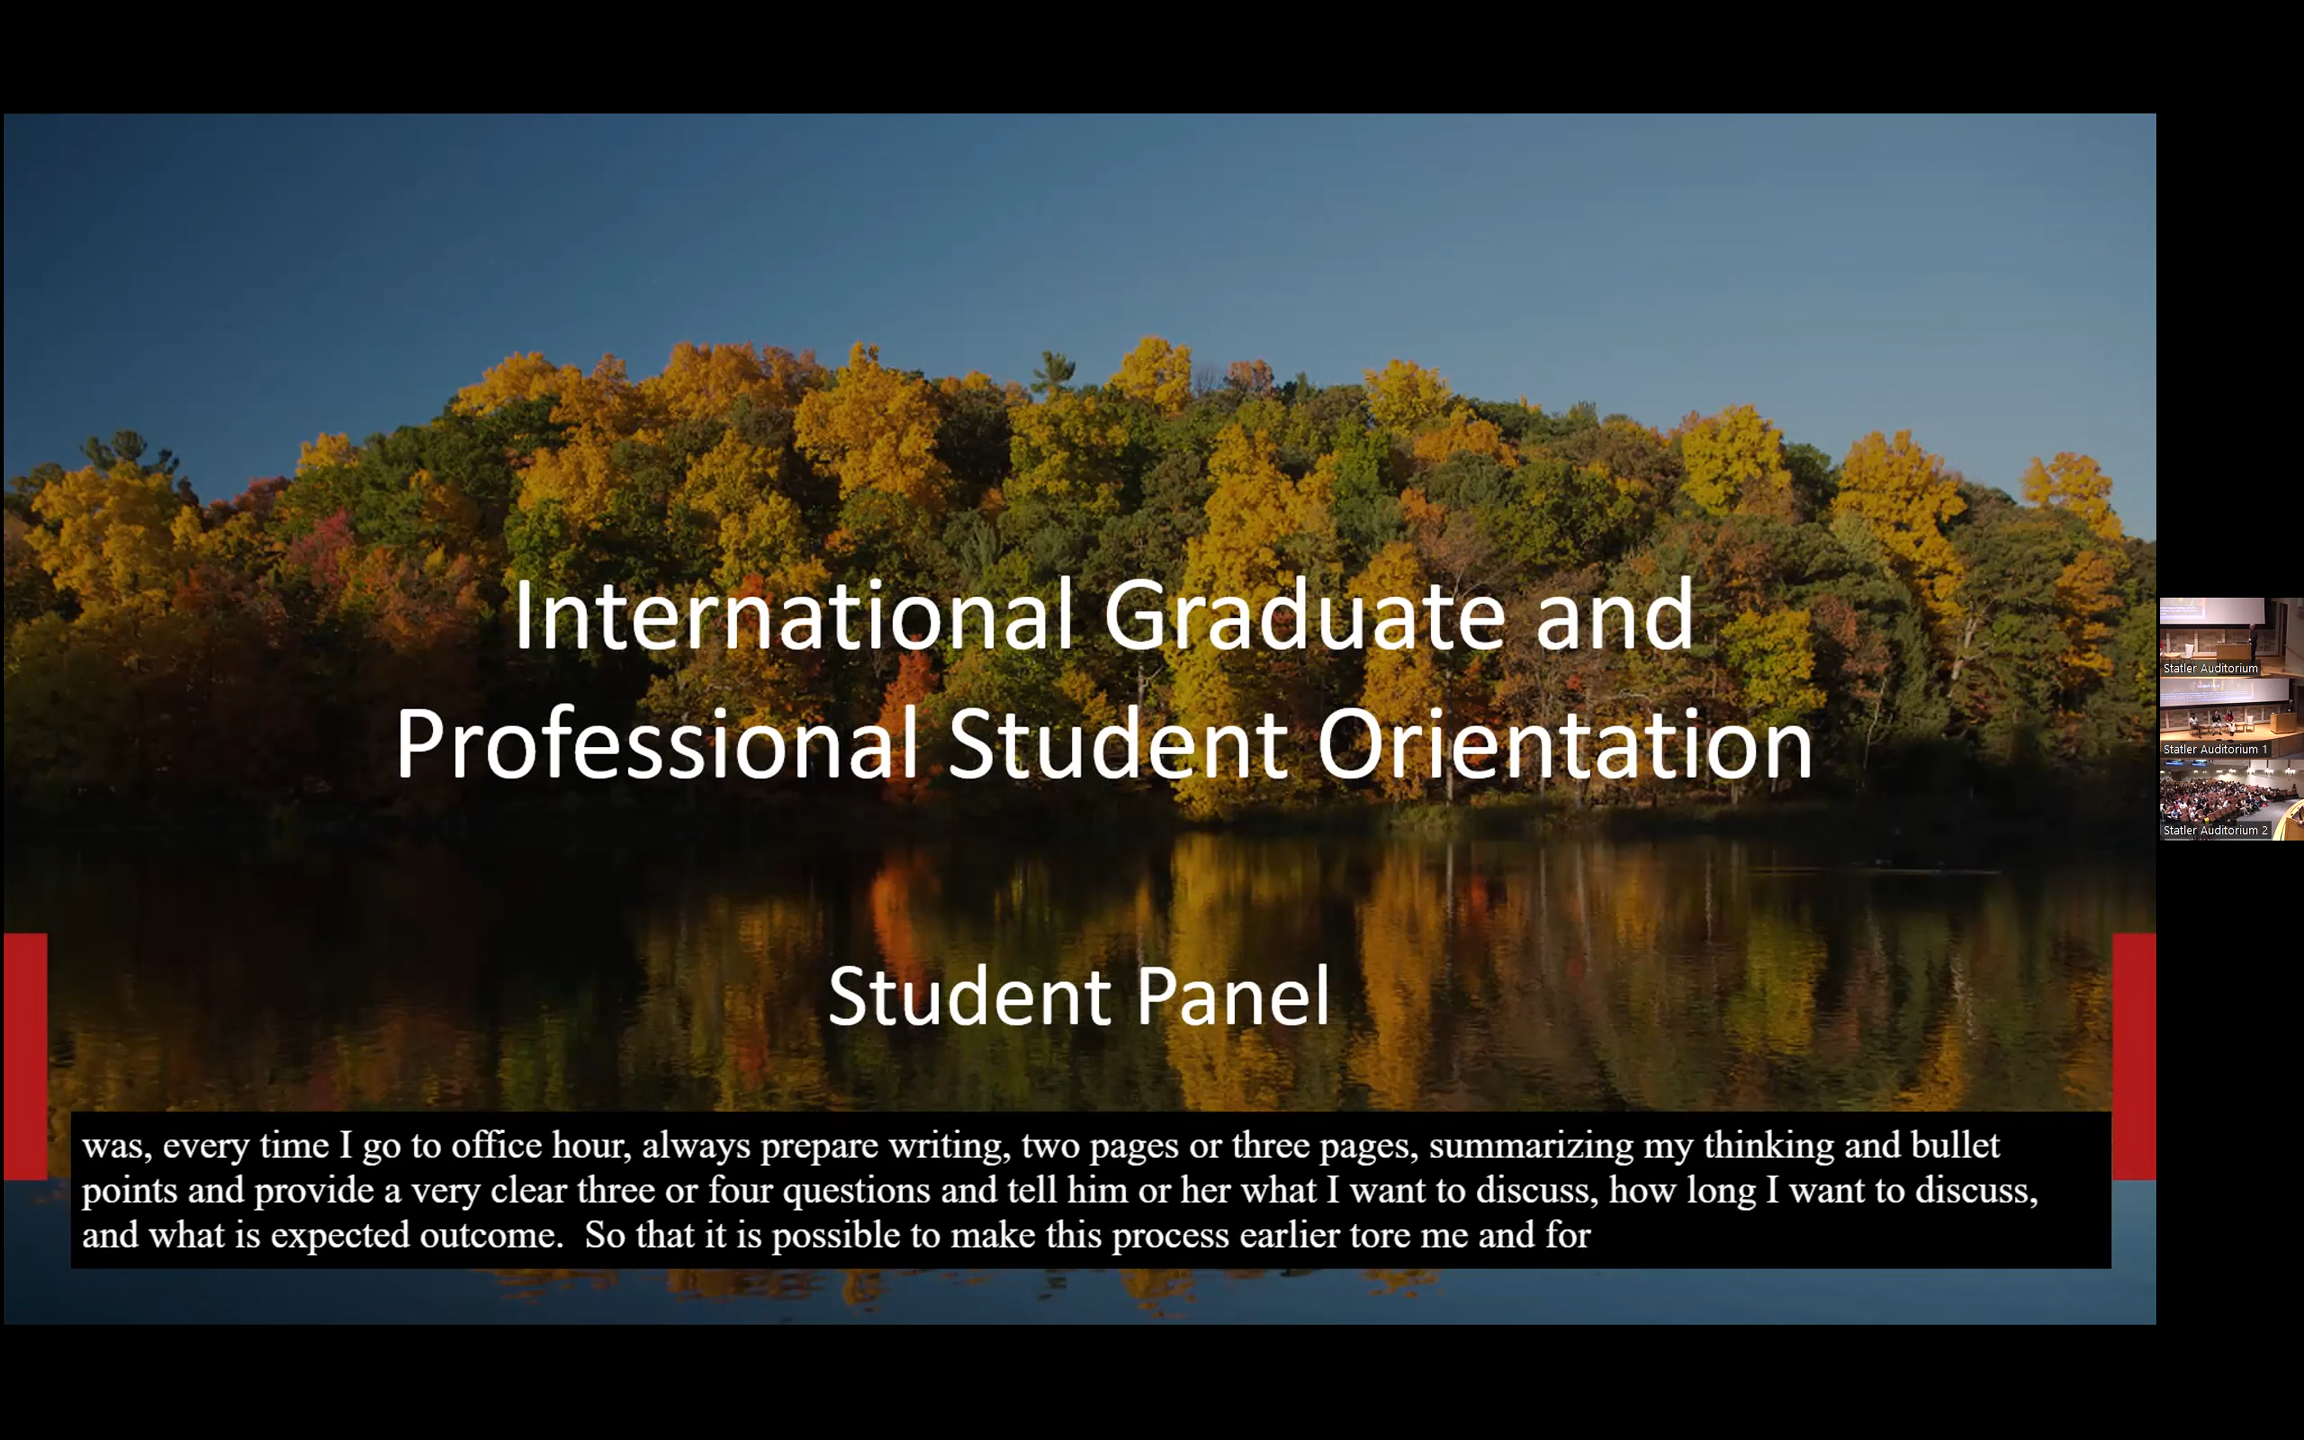 International Graduate and
Professional Student Orientation
Student Panel
was, every time I go to office hour, always prepare writing, two pages or three pages, summarizing my thinking and bullet
points and provide a very clear three or four questions and tell him or her what I want to discuss, how long I want to discuss,
and what is expected outcome.  So that it is possible to make this process earlier tore me and for
Statler Auditorium
Statler Auditorium 1
Statler Auditorium 2